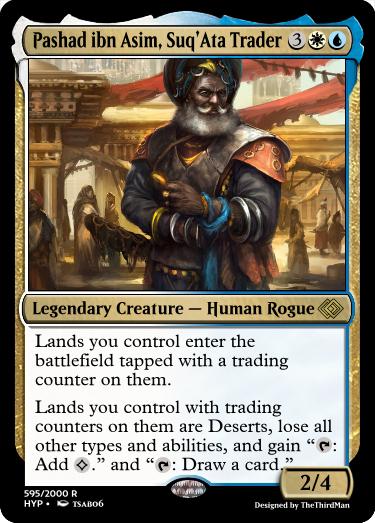 Pashad ibn Asim, Suq'Ata Trader 3
Legendary Creature — Human Rogue
Lands you control enter the
battlefield tapped with a trading
counter on them.
Lands you control with trading
counters on them are Deserts, lose all
other types and abilities, and gain “:
Add .” and “: Draw a card.”
2/4
595/2000 R
HYP • TSABO6
Designed by TheThirdMan